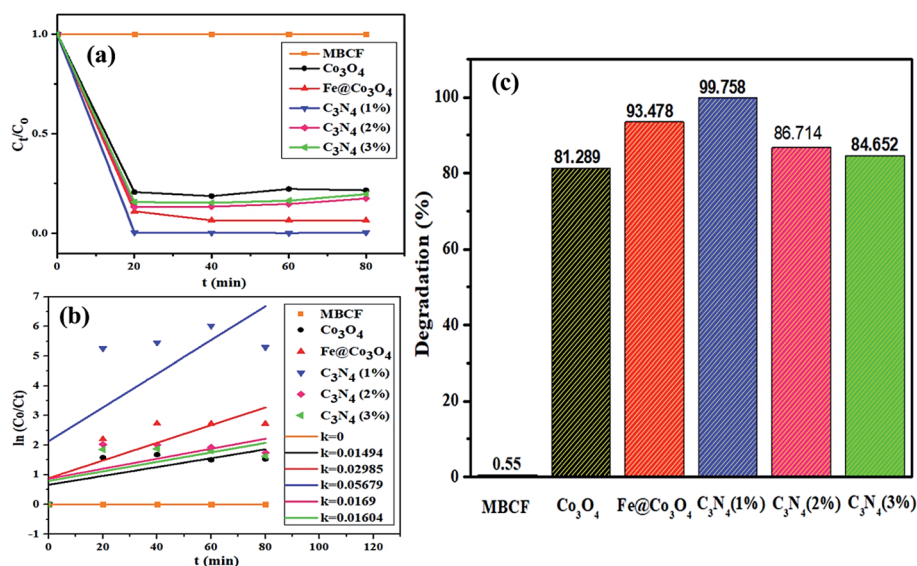 (a)
MBCF
Co₃O₄
Fe@Co₃O₄
C₃N₄ (1%)
C₃N₄ (2%)
C₃N₄ (3%)
1.0
0.5
0.0
Cₜ/C₀
0 20 40 60 80
t (min)
(b)
MBCF
Co₃O₄
Fe@Co₃O₄
C₃N₄ (1%)
C₃N₄ (2%)
C₃N₄ (3%)
k=0
k=0.01494
k=0.02985
k=0.05679
k=0.0169
k=0.01604
7
6
5
4
3
2
1
0
-1
ln (Co/Ct)
0 20 40 60 80 100 120
t (min)
(c)
0.55
81.289
93.478
99.758
86.714
84.652
100
80
60
40
20
0
Degradation (%)
MBCF Co₃O₄ Fe@Co₃O₄ C₃N₄(1%) C₃N₄(2%) C₃N₄(3%)